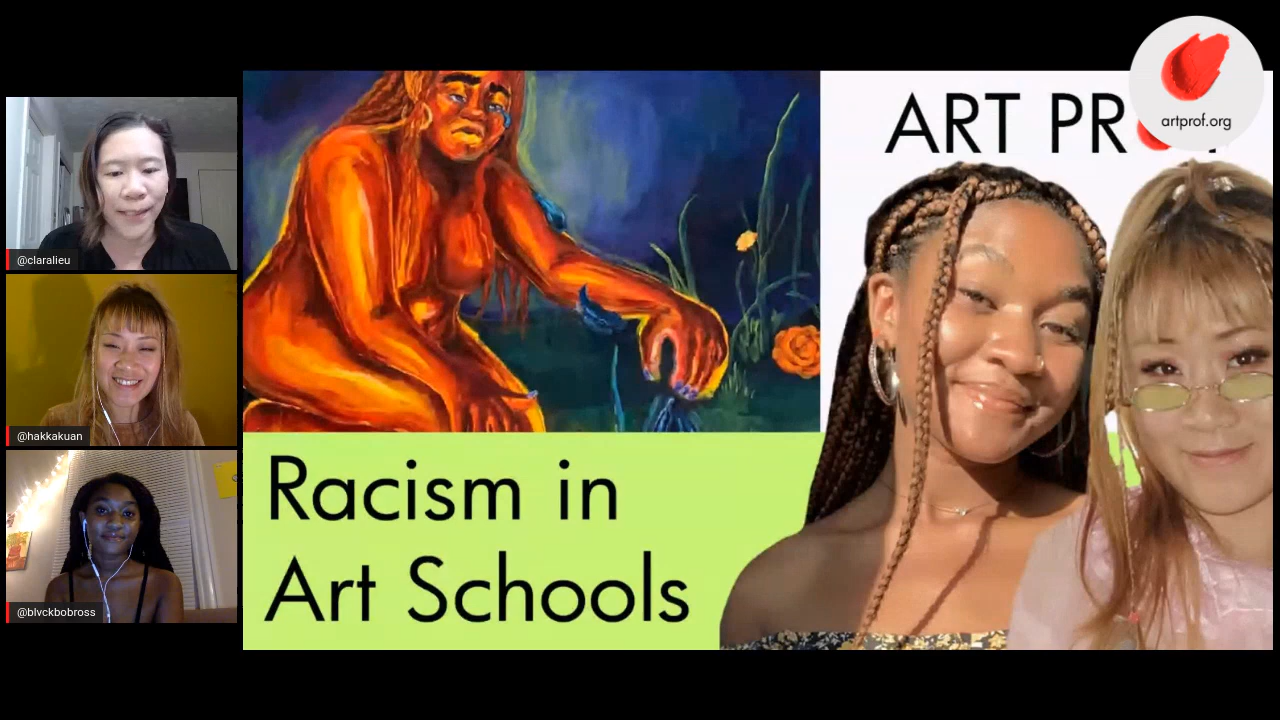 @claralieu
@hakkakuan
@blvckbobross
ART PR
artprof.org
Racism in
Art Schools